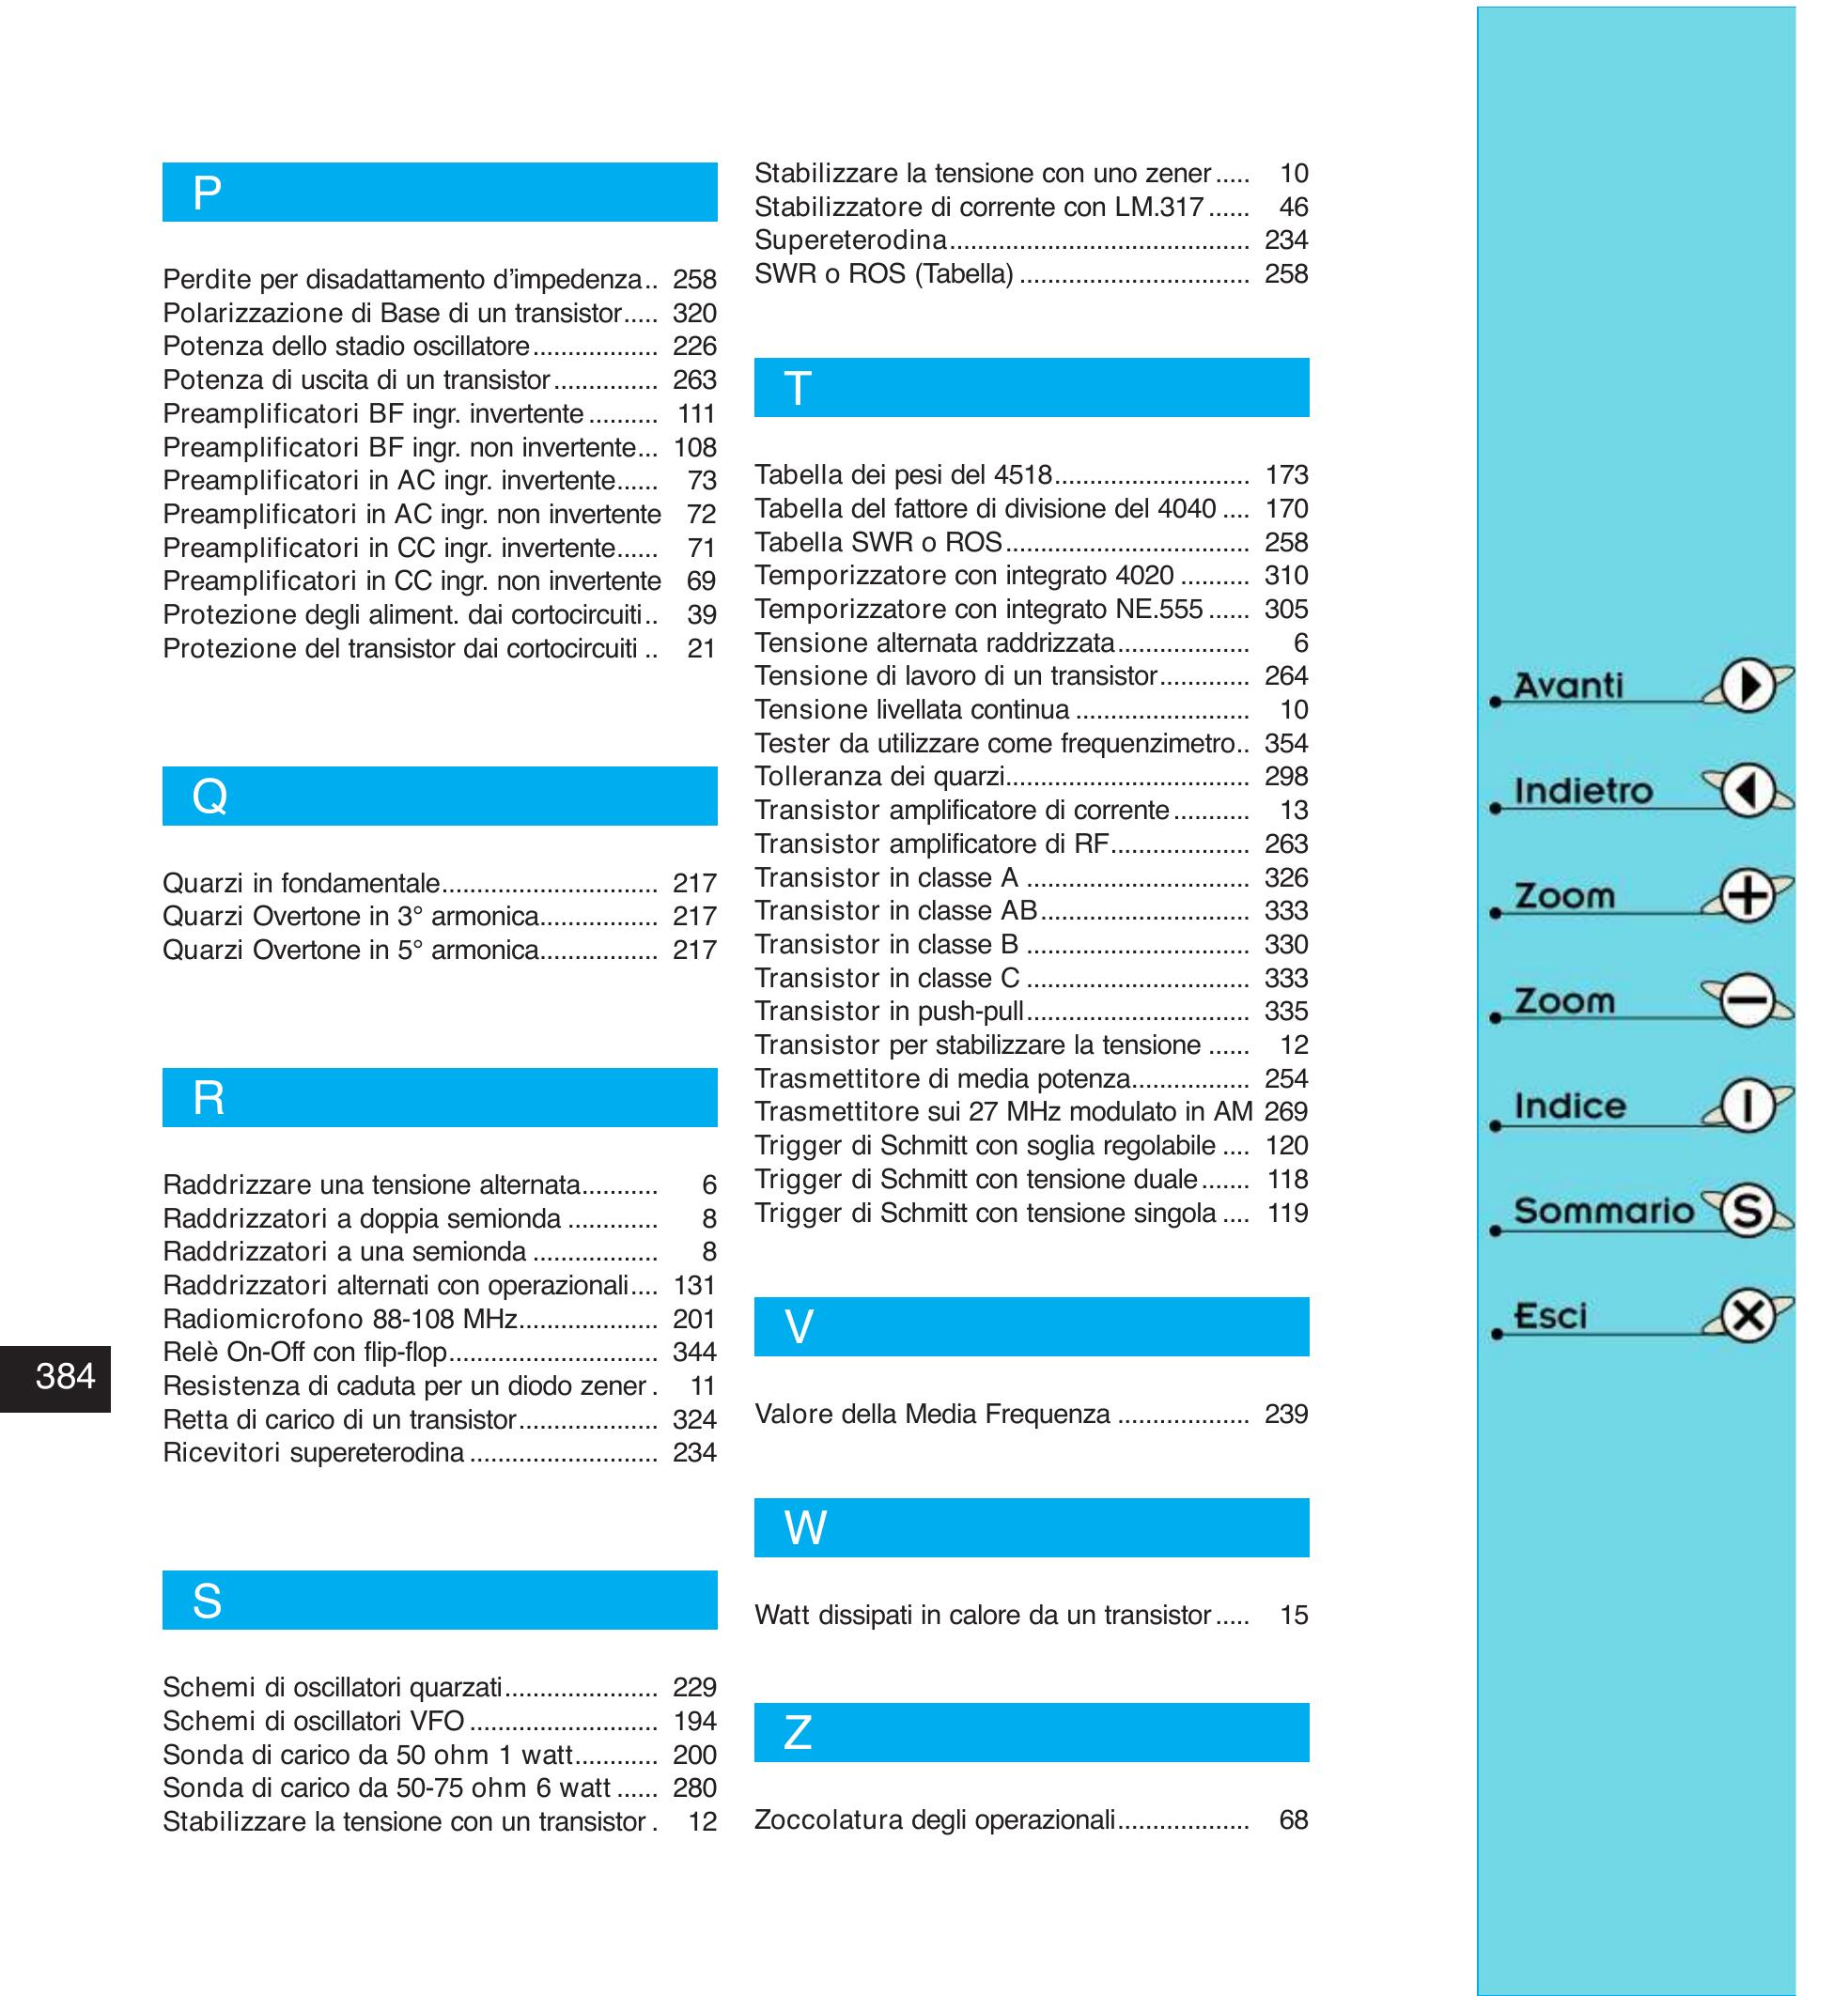 P
Perdite per disadattamento d’impedenza.. 258
Polarizzazione di Base di un transistor..... 320
Potenza dello stadio oscillatore.................. 226
Potenza di uscita di un transistor............... 263
Preamplificatori BF ingr. invertente.......... 111
Preamplificatori BF ingr. non invertente... 108
Preamplificatori in AC ingr. invertente...... 73
Preamplificatori in AC ingr. non invertente 72
Preamplificatori in CC ingr. invertente...... 71
Preamplificatori in CC ingr. non invertente 69
Protezione degli aliment. dai cortocircuiti.. 39
Protezione del transistor dai cortocircuiti .. 21
Q
Quarzi in fondamentale............................... 217
Quarzi Overtone in 3° armonica................. 217
Quarzi Overtone in 5° armonica................. 217
R
Raddrizzare una tensione alternata........... 6
Raddrizzatori a doppia semionda ............. 8
Raddrizzatori a una semionda .................. 8
Raddrizzatori alternati con operazionali.... 131
Radiomicrofono 88-108 MHz.................... 201
Relè On-Off con flip-flop.............................. 344
Resistenza di caduta per un diodo zener . 11
Retta di carico di un transistor.................... 324
Ricevitori supereterodina ........................... 234
S
Schemi di oscillatori quarzati...................... 229
Schemi di oscillatori VFO ........................... 194
Sonda di carico da 50 ohm 1 watt............ 200
Sonda di carico da 50-75 ohm 6 watt ...... 280
Stabilizzare la tensione con un transistor . 12
Stabilizzare la tensione con uno zener..... 10
Stabilizzatore di corrente con LM.317...... 46
Supereterodina........................................... 234
SWR o ROS (Tabella) ................................. 258
T
Tabella dei pesi del 4518............................ 173
Tabella del fattore di divisione del 4040 .... 170
Tabella SWR o ROS................................... 258
Temporizzatore con integrato 4020 .......... 310
Temporizzatore con integrato NE.555 ...... 305
Tensione alternata raddrizzata................... 6
Tensione di lavoro di un transistor............. 264
Tensione livellata continua ......................... 10
Tester da utilizzare come frequenzimetro.. 354
Tolleranza dei quarzi................................... 298
Transistor amplificatore di corrente........... 13
Transistor amplificatore di RF.................... 263
Transistor in classe A ................................ 326
Transistor in classe AB.............................. 333
Transistor in classe B ................................ 330
Transistor in classe C ................................ 333
Transistor in push-pull................................ 335
Transistor per stabilizzare la tensione ...... 12
Trasmettitore di media potenza................. 254
Trasmettitore sui 27 MHz modulato in AM 269
Trigger di Schmitt con soglia regolabile .... 120
Trigger di Schmitt con tensione duale....... 118
Trigger di Schmitt con tensione singola .... 119
V
Valore della Media Frequenza ................... 239
W
Watt dissipati in calore da un transistor..... 15
Z
Zoccolatura degli operazionali................... 68
384
Avanti
Indietro
Zoom +
Zoom −
Indice I
Sommario S
Esci